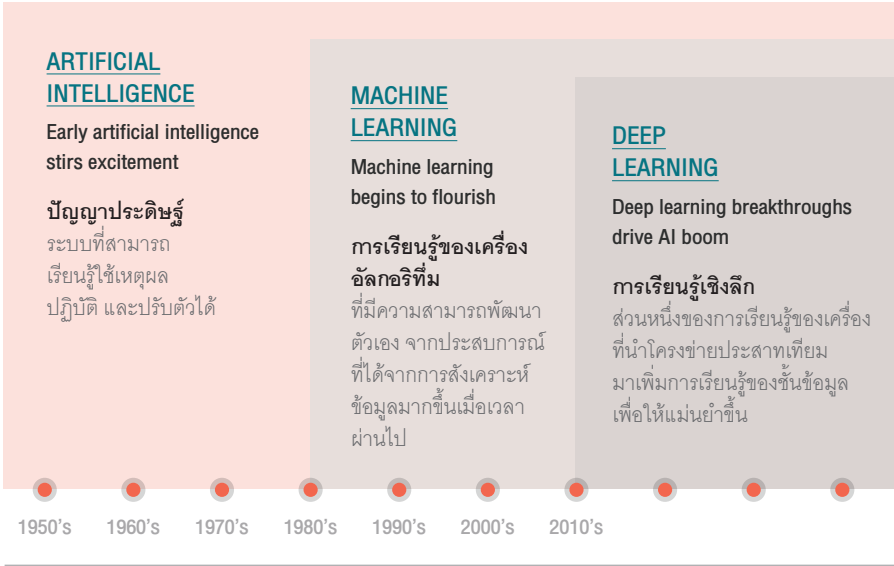 ARTIFICIAL
INTELLIGENCE
Early artificial intelligence
stirs excitement
ปัญญาประดิษฐ์
ระบบที่สามารถ
เรียนรู้ใช้เหตุผล
ปฏิบัติ และปรับตัวได้
MACHINE
LEARNING
Machine learning
begins to flourish
การเรียนรู้ของเครื่อง
อัลกอริทึ่ม
ที่มีความสามารถพัฒนา
ตัวเอง จากประสบการณ์
ที่ได้จากการสังเคราะห์
ข้อมูลมากขึ้นเมื่อเวลา
ผ่านไป
DEEP
LEARNING
Deep learning breakthroughs
drive AI boom
การเรียนรู้เชิงลึก
ส่วนหนึ่งของการเรียนรู้ของเครื่อง
ที่นำโครงข่ายประสาทเทียม
มาเพิ่มการเรียนรู้ของชั้นข้อมูล
เพื่อให้แม่นยำขึ้น
1950's 1960's 1970's 1980's 1990's 2000's 2010's